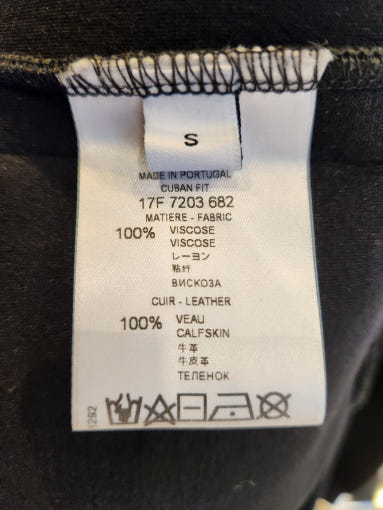 S
MADE IN PORTUGAL
CUBAN FIT
17F 7203 682
MATIERE - FABRIC
100% VISCOSE
VISCOSE
レーヨン
粘纤
ВИСКОЗА
CUIR - LEATHER
100% VEAU
CALFSKIN
牛革
牛皮革
ТЕЛЕНОК
1292